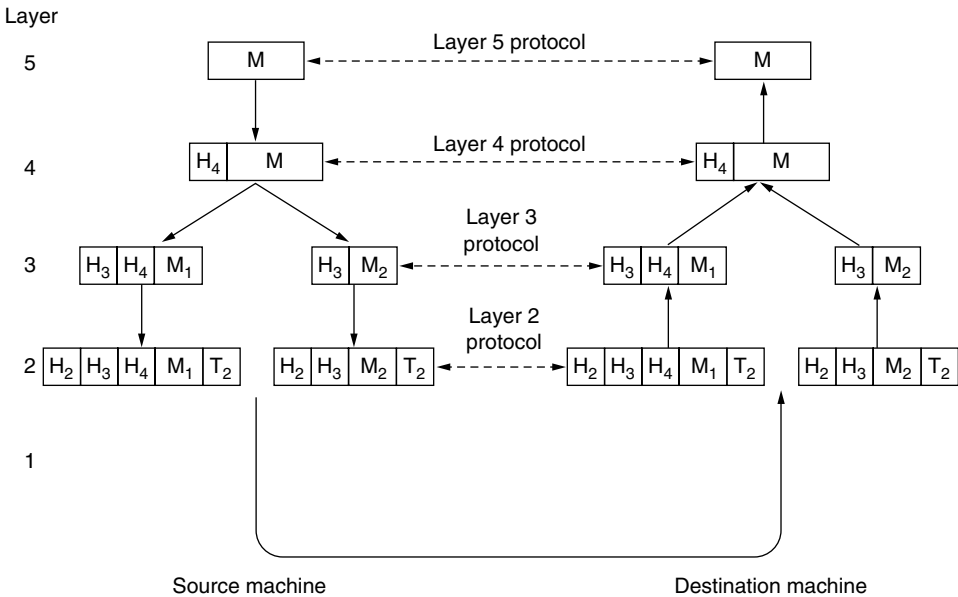 Layer
5 M Layer 5 protocol M
4 H4 M Layer 4 protocol H4 M
Layer 3
protocol
3 H3 H4 M1 H3 M2 H3 H4 M1 H3 M2
Layer 2
protocol
2 H2 H3 H4 M1 T2 H2 H3 M2 T2 H2 H3 H4 M1 T2 H2 H3 M2 T2
1
Source machine Destination machine